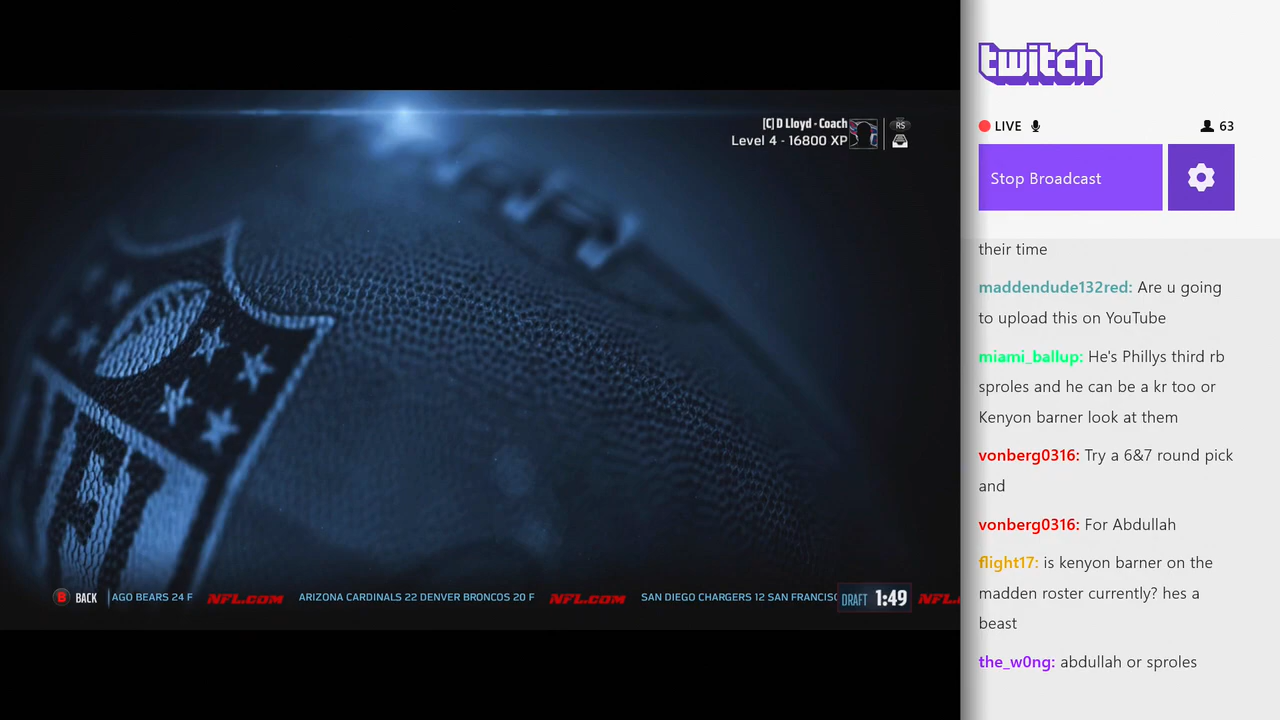 [C] D Lloyd - Coach
Level 4 - 16800 XP
RS
B BACK
AGO BEARS 24 F
NFL.COM
ARIZONA CARDINALS 22 DENVER BRONCOS 20 F
NFL.COM
SAN DIEGO CHARGERS 12 SAN FRANCISC
DRAFT 1:49
NFL.
twitch
LIVE
63
Stop Broadcast
their time
maddendude132red: Are u going
to upload this on YouTube
miami_ballup: He's Phillys third rb
sproles and he can be a kr too or
Kenyon barner look at them
vonberg0316: Try a 6&7 round pick
and
vonberg0316: For Abdullah
flight17: is kenyon barner on the
madden roster currently? hes a
beast
the_w0ng: abdullah or sproles